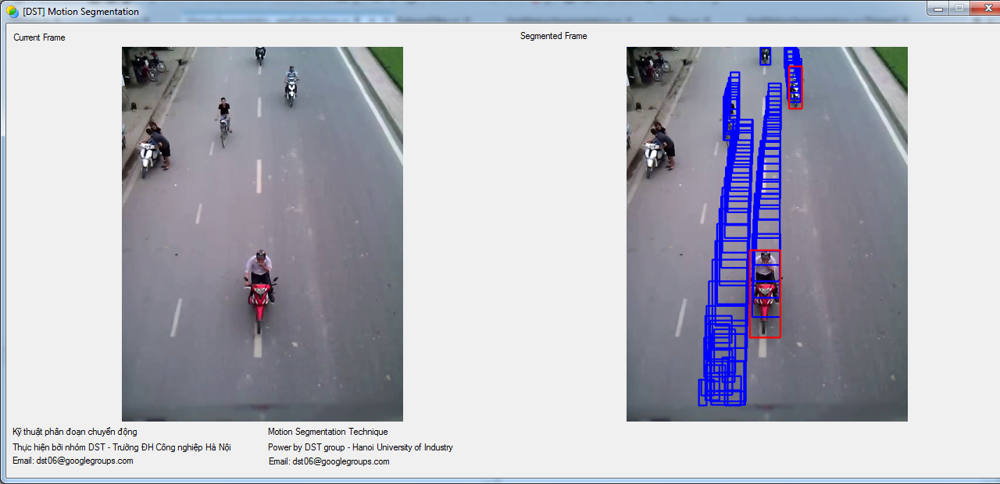 [DST] Motion Segmentation
Current Frame
Segmented Frame
Kỹ thuật phân đoạn chuyển động
Motion Segmentation Technique
Thực hiện bởi nhóm DST - Trường ĐH Công nghiệp Hà Nội
Power by DST group - Hanoi University of Industry
Email: dst06@googlegroups.com
Email: dst06@googlegroups.com